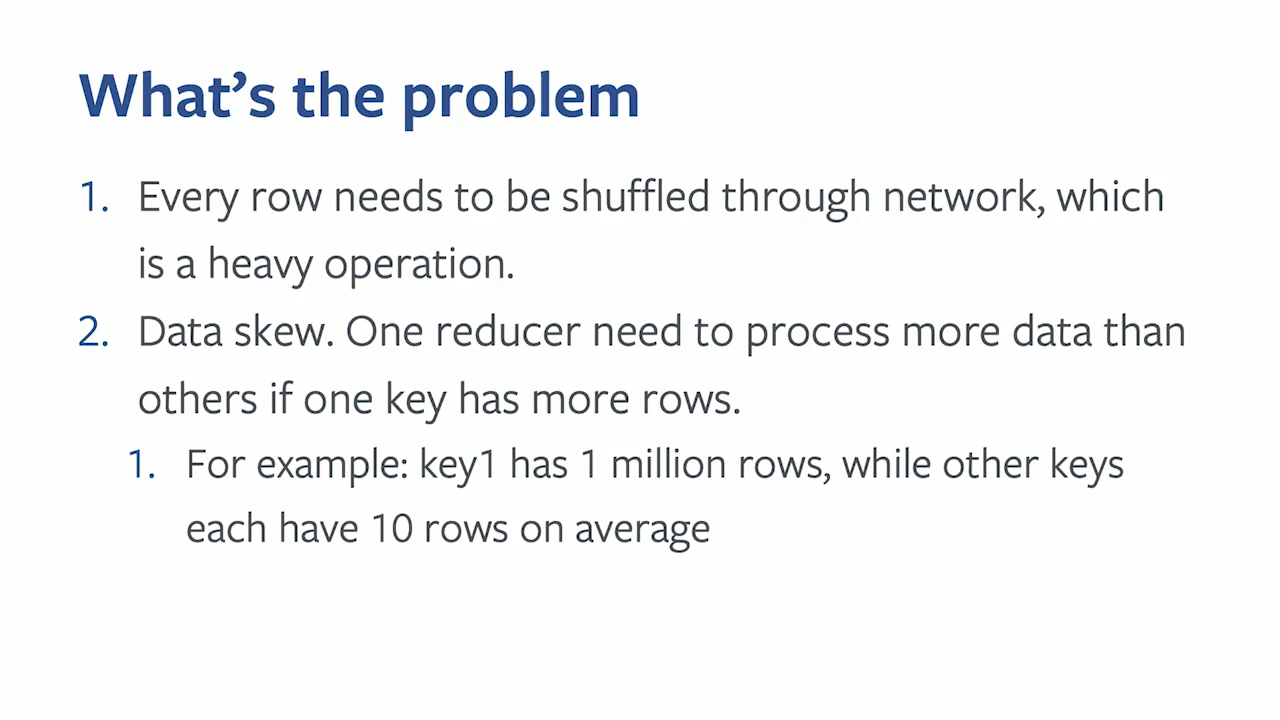 What’s the problem
1. Every row needs to be shuffled through network, which
is a heavy operation.
2. Data skew. One reducer need to process more data than
others if one key has more rows.
1. For example: key1 has 1 million rows, while other keys
each have 10 rows on average